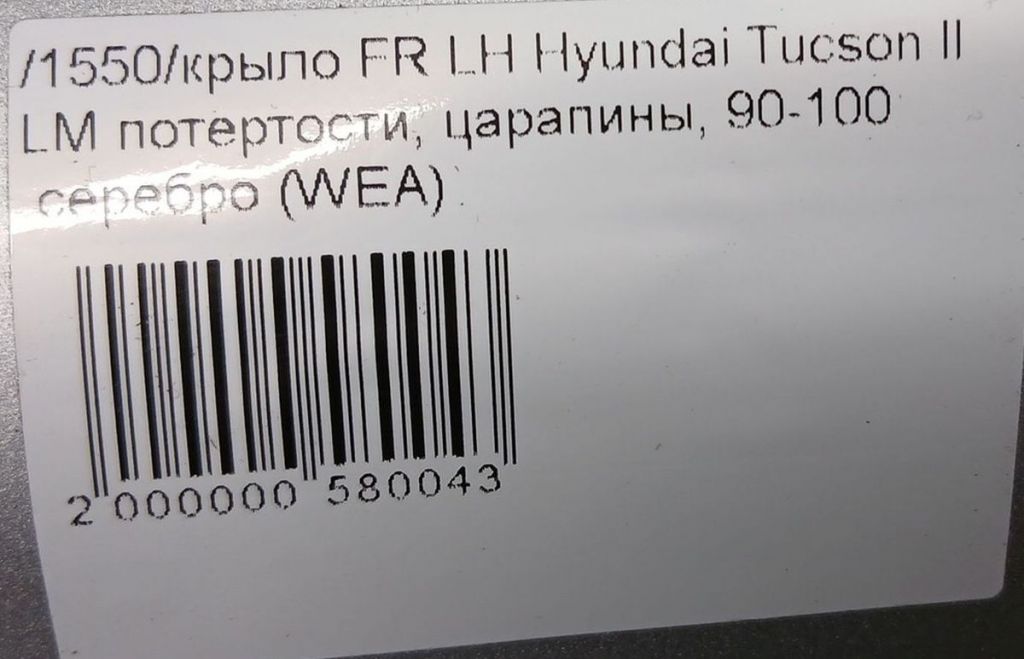 /1550/крыло FR LH Hyundai Tucson II
LM потертости, царапины, 90-100
серебро (WEA)
2 000000 580043